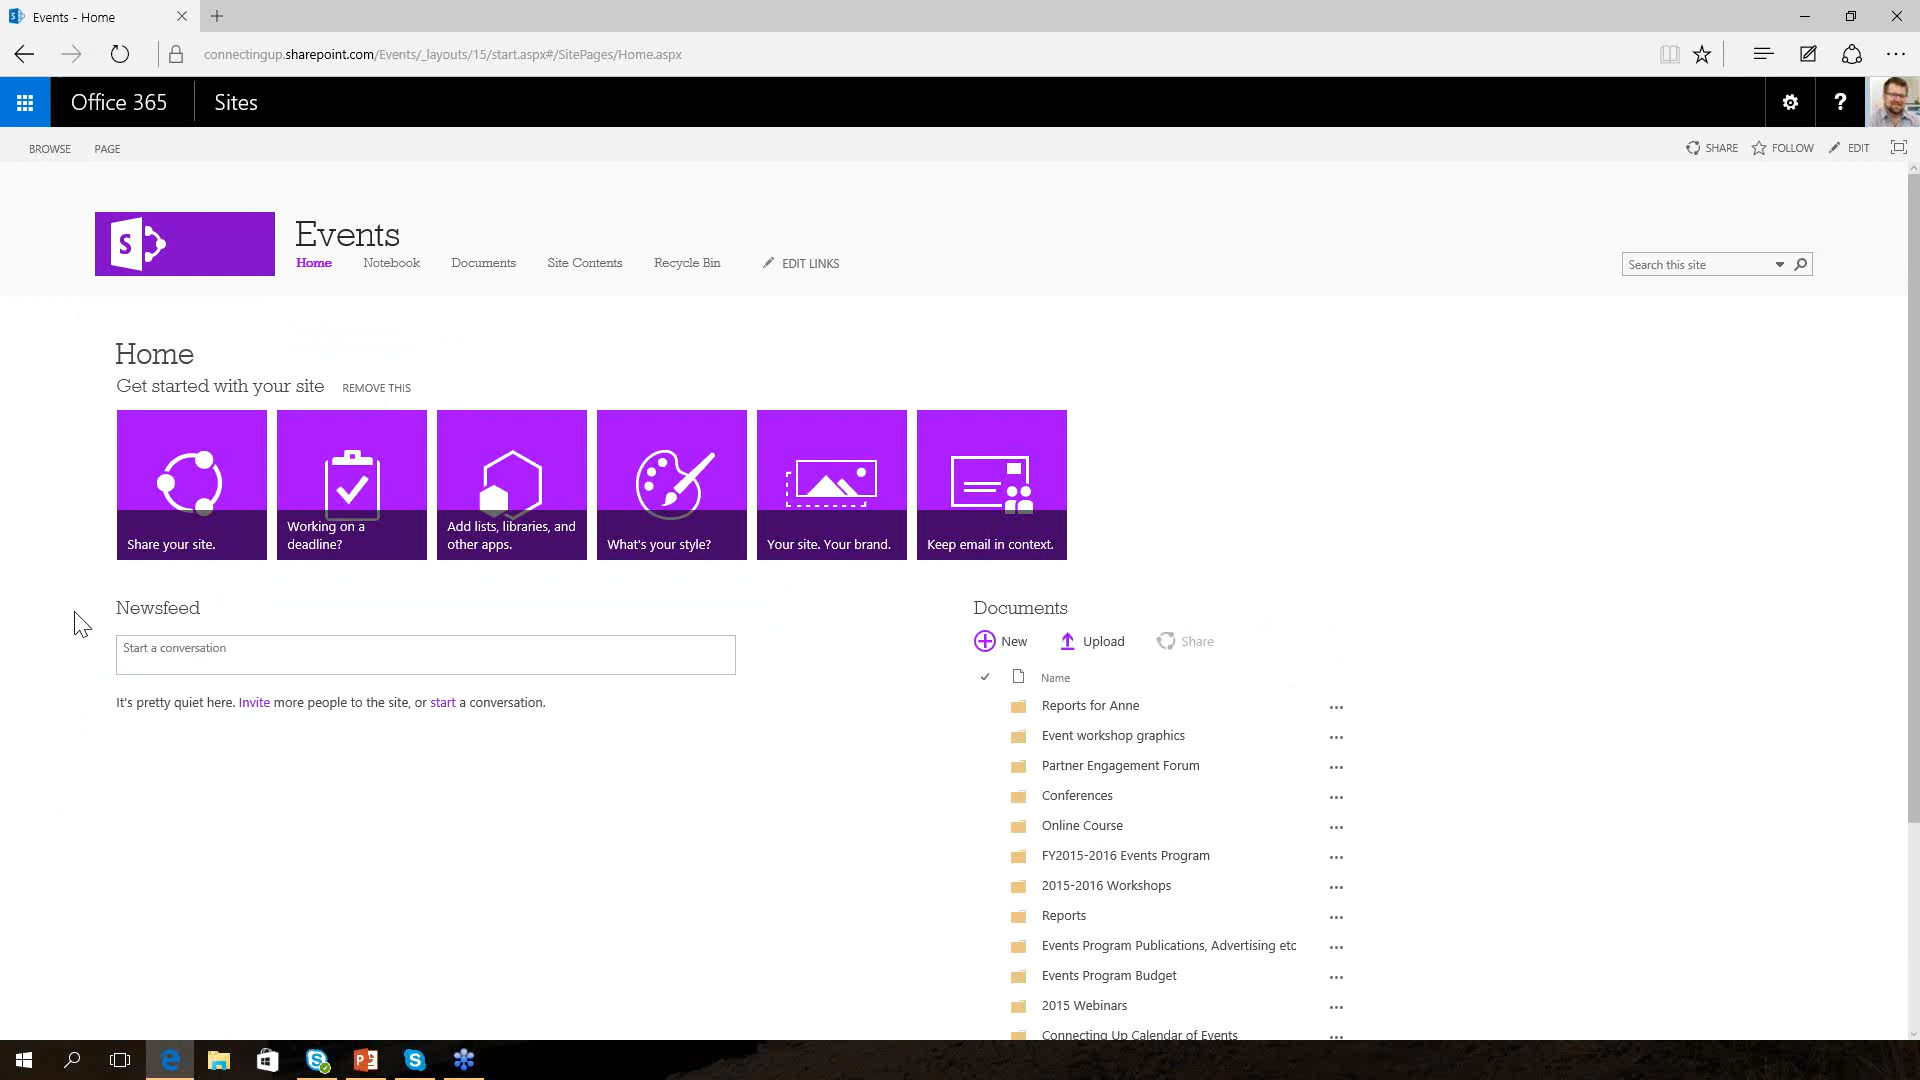 Events - Home
connectingup.sharepoint.com/Events/_layouts/15/start.aspx#/SitePages/Home.aspx
Office 365 Sites ?
BROWSE PAGE SHARE FOLLOW EDIT
S
Events
Home Notebook Documents Site Contents Recycle Bin EDIT LINKS
Search this site
Home
Get started with your site REMOVE THIS
Share your site.
Working on a
deadline?
Add lists, libraries, and
other apps.
What's your style?
Your site. Your brand.
Keep email in context.
Newsfeed
Start a conversation
It's pretty quiet here. Invite more people to the site, or start a conversation.
Documents
New Upload Share
Name
Reports for Anne ...
Event workshop graphics ...
Partner Engagement Forum ...
Conferences ...
Online Course ...
FY2015-2016 Events Program ...
2015-2016 Workshops ...
Reports ...
Events Program Publications, Advertising etc ...
Events Program Budget ...
2015 Webinars ...
Connecting Up Calendar of Events ...